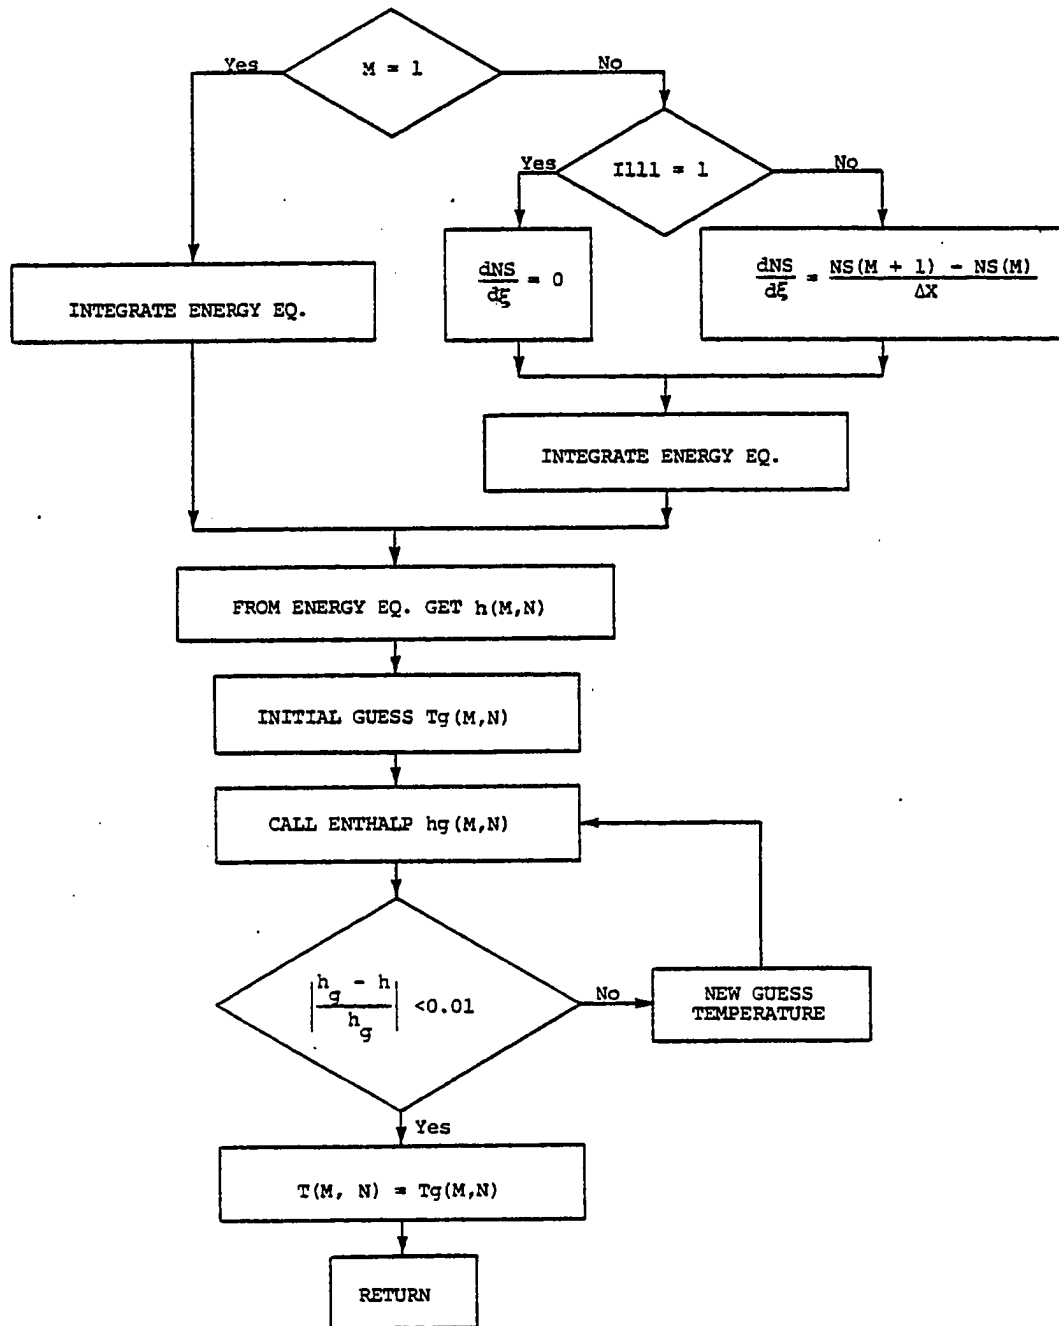 M = 1
Yes
No
I111 = 1
Yes
No
INTEGRATE ENERGY EQ.
dNS/dξ = 0
dNS/dξ = NS(M + 1) - NS(M)/ΔX
INTEGRATE ENERGY EQ.
FROM ENERGY EQ. GET h(M,N)
INITIAL GUESS Tg(M,N)
CALL ENTHALP hg(M,N)
|h_g - h/h_g| <0.01
No
NEW GUESS
TEMPERATURE
Yes
T(M, N) = Tg(M,N)
RETURN